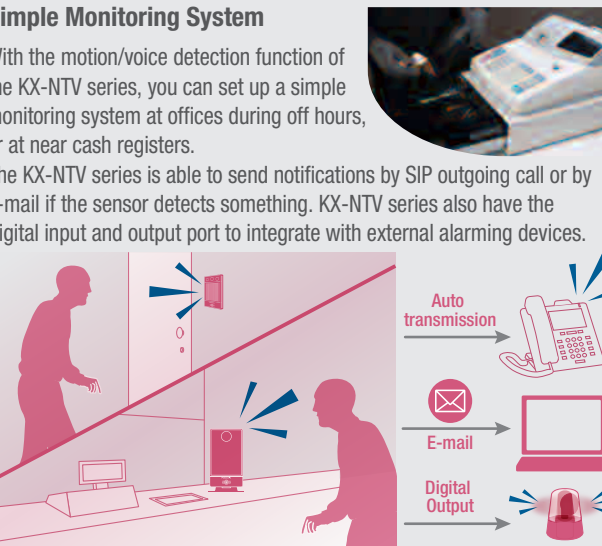 imple Monitoring System
ith the motion/voice detection function of
he KX-NTV series, you can set up a simple
onitoring system at offices during off hours,
r at near cash registers.
he KX-NTV series is able to send notifications by SIP outgoing call or by
-mail if the sensor detects something. KX-NTV series also have the
igital input and output port to integrate with external alarming devices.
Auto
transmission
E-mail
Digital
Output